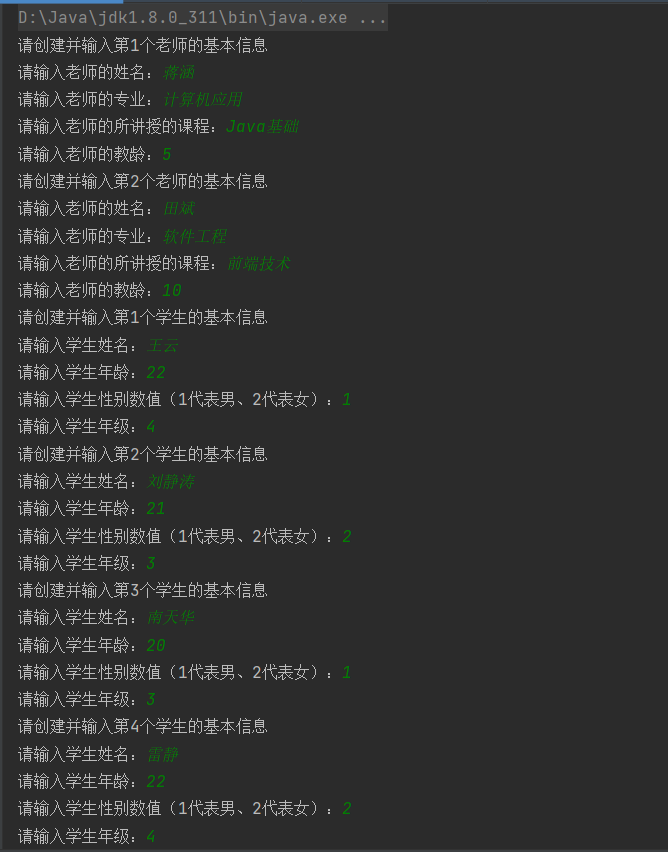 D:\Java\jdk1.8.0_311\bin\java.exe ...
请创建并输入第1个老师的基本信息
请输入老师的姓名：蒋涵
请输入老师的专业：计算机应用
请输入老师的所讲授的课程：Java基础
请输入老师的教龄：5
请创建并输入第2个老师的基本信息
请输入老师的姓名：田斌
请输入老师的专业：软件工程
请输入老师的所讲授的课程：前端技术
请输入老师的教龄：10
请创建并输入第1个学生的基本信息
请输入学生姓名：王云
请输入学生年龄：22
请输入学生性别数值（1代表男、2代表女）：1
请输入学生年级：4
请创建并输入第2个学生的基本信息
请输入学生姓名：刘静涛
请输入学生年龄：21
请输入学生性别数值（1代表男、2代表女）：2
请输入学生年级：3
请创建并输入第3个学生的基本信息
请输入学生姓名：南天华
请输入学生年龄：20
请输入学生性别数值（1代表男、2代表女）：1
请输入学生年级：3
请创建并输入第4个学生的基本信息
请输入学生姓名：雷静
请输入学生年龄：22
请输入学生性别数值（1代表男、2代表女）：2
请输入学生年级：4